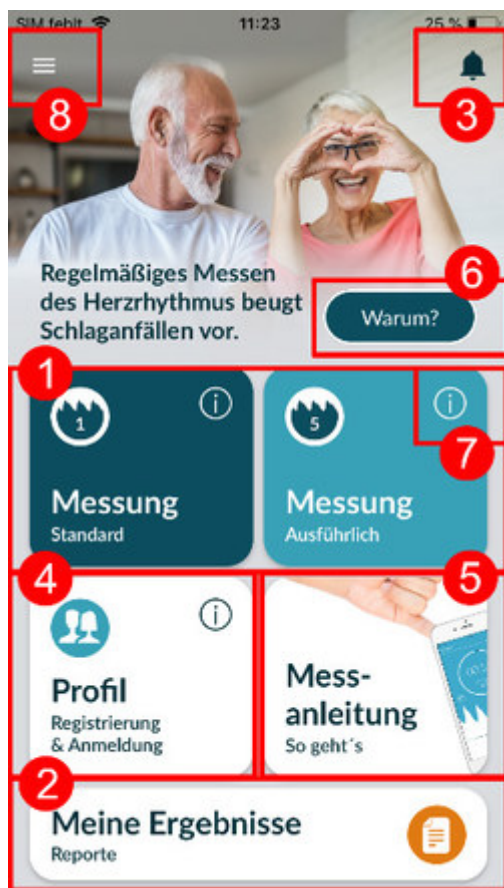 SIM fehlt 11:23 25 %
8
3
Regelmäßiges Messen
des Herzrhythmus beugt
Schlaganfällen vor.
6
Warum?
1
1
5
7
Messung
Standard
Messung
Ausführlich
4
5
Profil
Registrierung
& Anmeldung
Mess-
anleitung
So geht´s
2
Meine Ergebnisse
Reporte